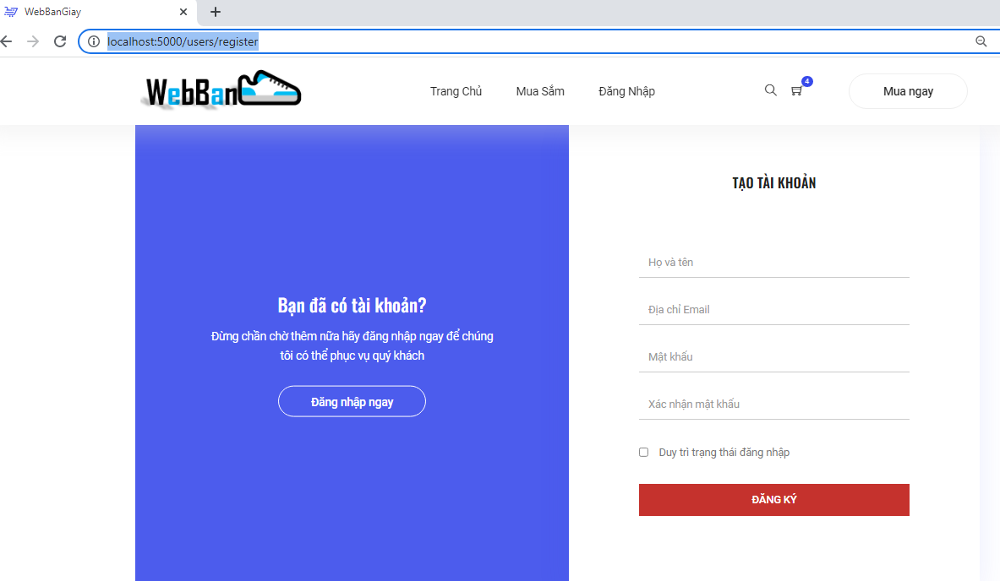 WebBanGiay
localhost:5000/users/register
WebBan
Trang Chủ
Mua Sắm
Đăng Nhập
4
Mua ngay
Bạn đã có tài khoản?
Đừng chần chờ thêm nữa hãy đăng nhập ngay để chúng
tôi có thể phục vụ quý khách
Đăng nhập ngay
TẠO TÀI KHOẢN
Họ và tên
Địa chỉ Email
Mật khẩu
Xác nhận mật khẩu
Duy trì trạng thái đăng nhập
ĐĂNG KÝ